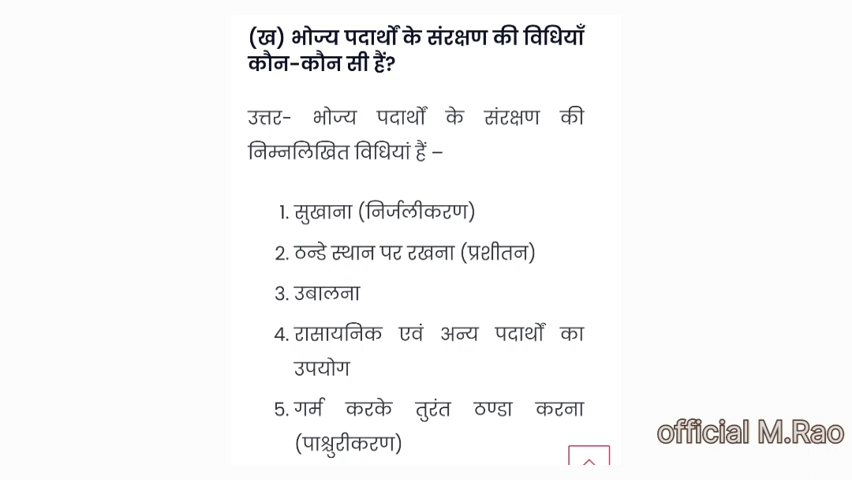 (ख) भोज्य पदार्थों के संरक्षण की विधियाँ
कौन-कौन सी हैं?
उत्तर- भोज्य पदार्थों के संरक्षण की
निम्नलिखित विधियां हैं –
1. सुखाना (निर्जलीकरण)
2. ठन्डे स्थान पर रखना (प्रशीतन)
3. उबालना
4. रासायनिक एवं अन्य पदार्थों का
उपयोग
5. गर्म करके तुरंत ठण्डा करना
(पाश्चुरीकरण)
official M.Rao